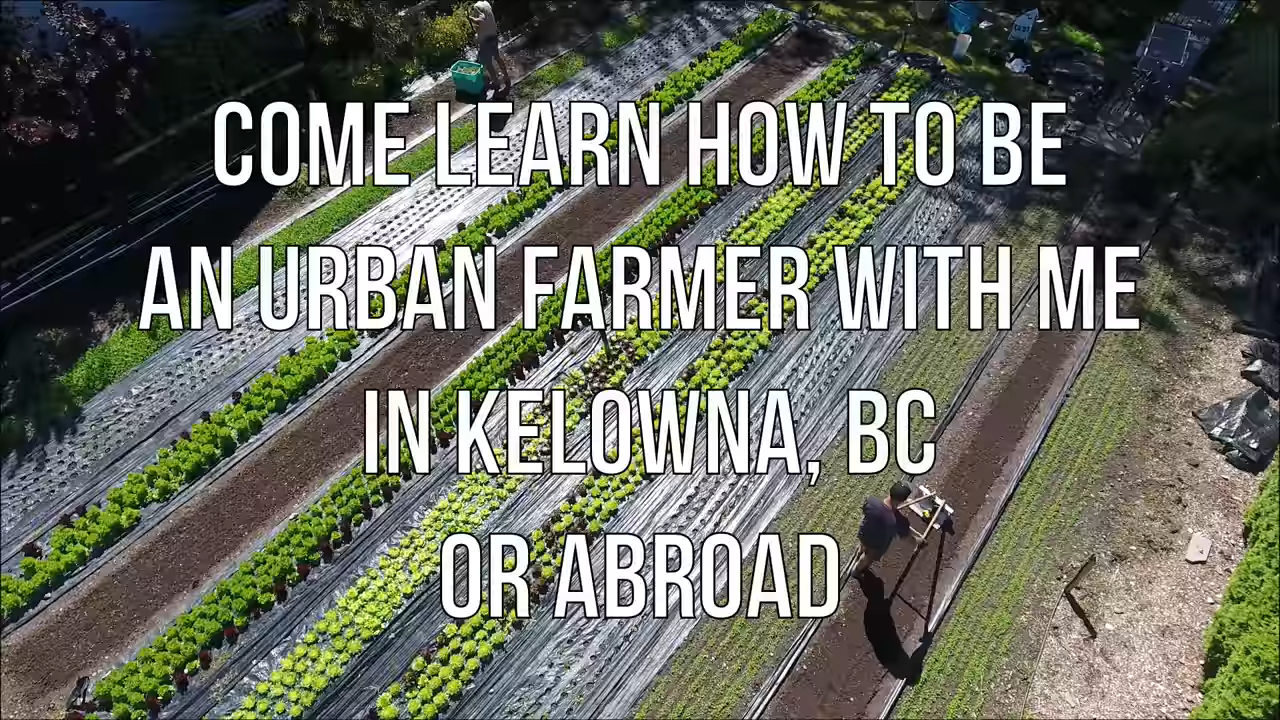 COME LEARN HOW TO BE
AN URBAN FARMER WITH ME
IN KELOWNA, BC
OR ABROAD